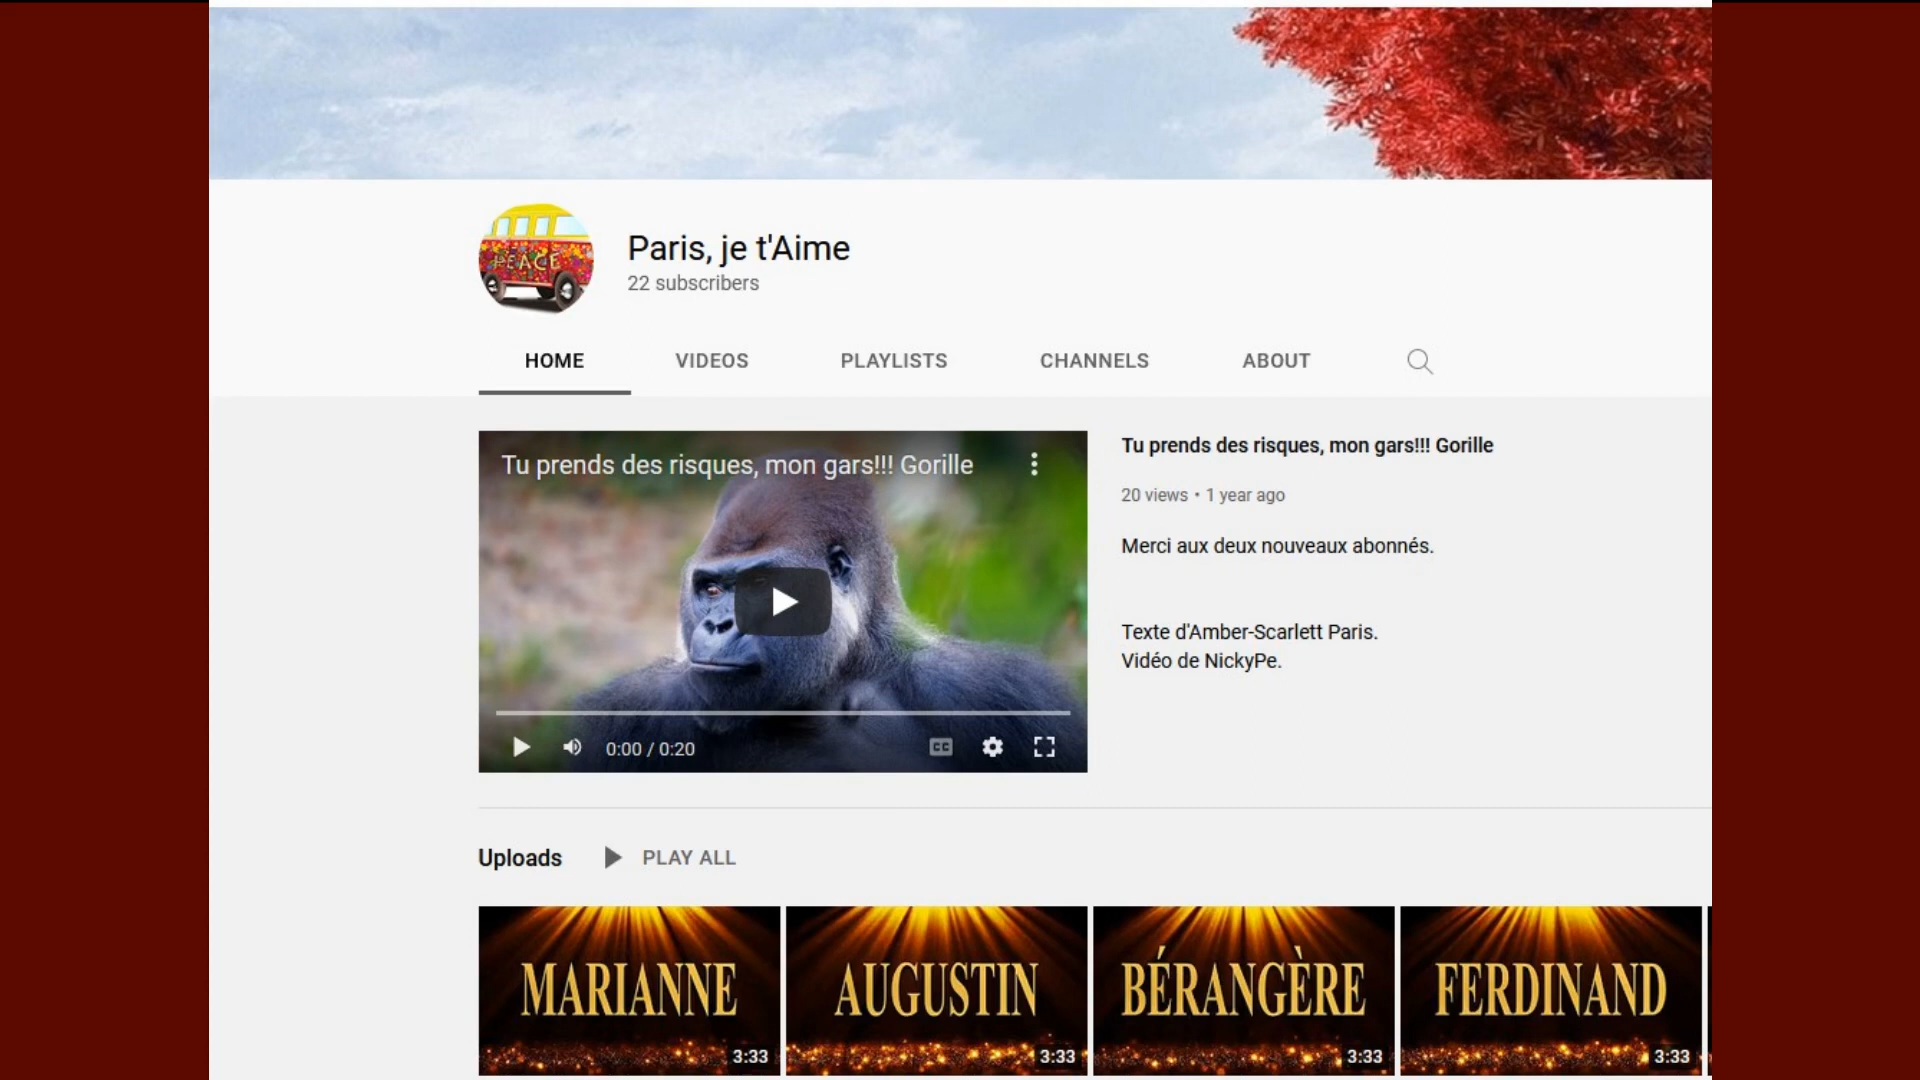 PEACE
Paris, je t'Aime
22 subscribers
HOME VIDEOS PLAYLISTS CHANNELS ABOUT
Tu prends des risques, mon gars!!! Gorille
0:00 / 0:20
CC
Tu prends des risques, mon gars!!! Gorille
20 views • 1 year ago
Merci aux deux nouveaux abonnés.
Texte d'Amber-Scarlett Paris.
Vidéo de NickyPe.
Uploads PLAY ALL
MARIANNE
3:33
AUGUSTIN
3:33
BÉRANGÈRE
3:33
FERDINAND
3:33